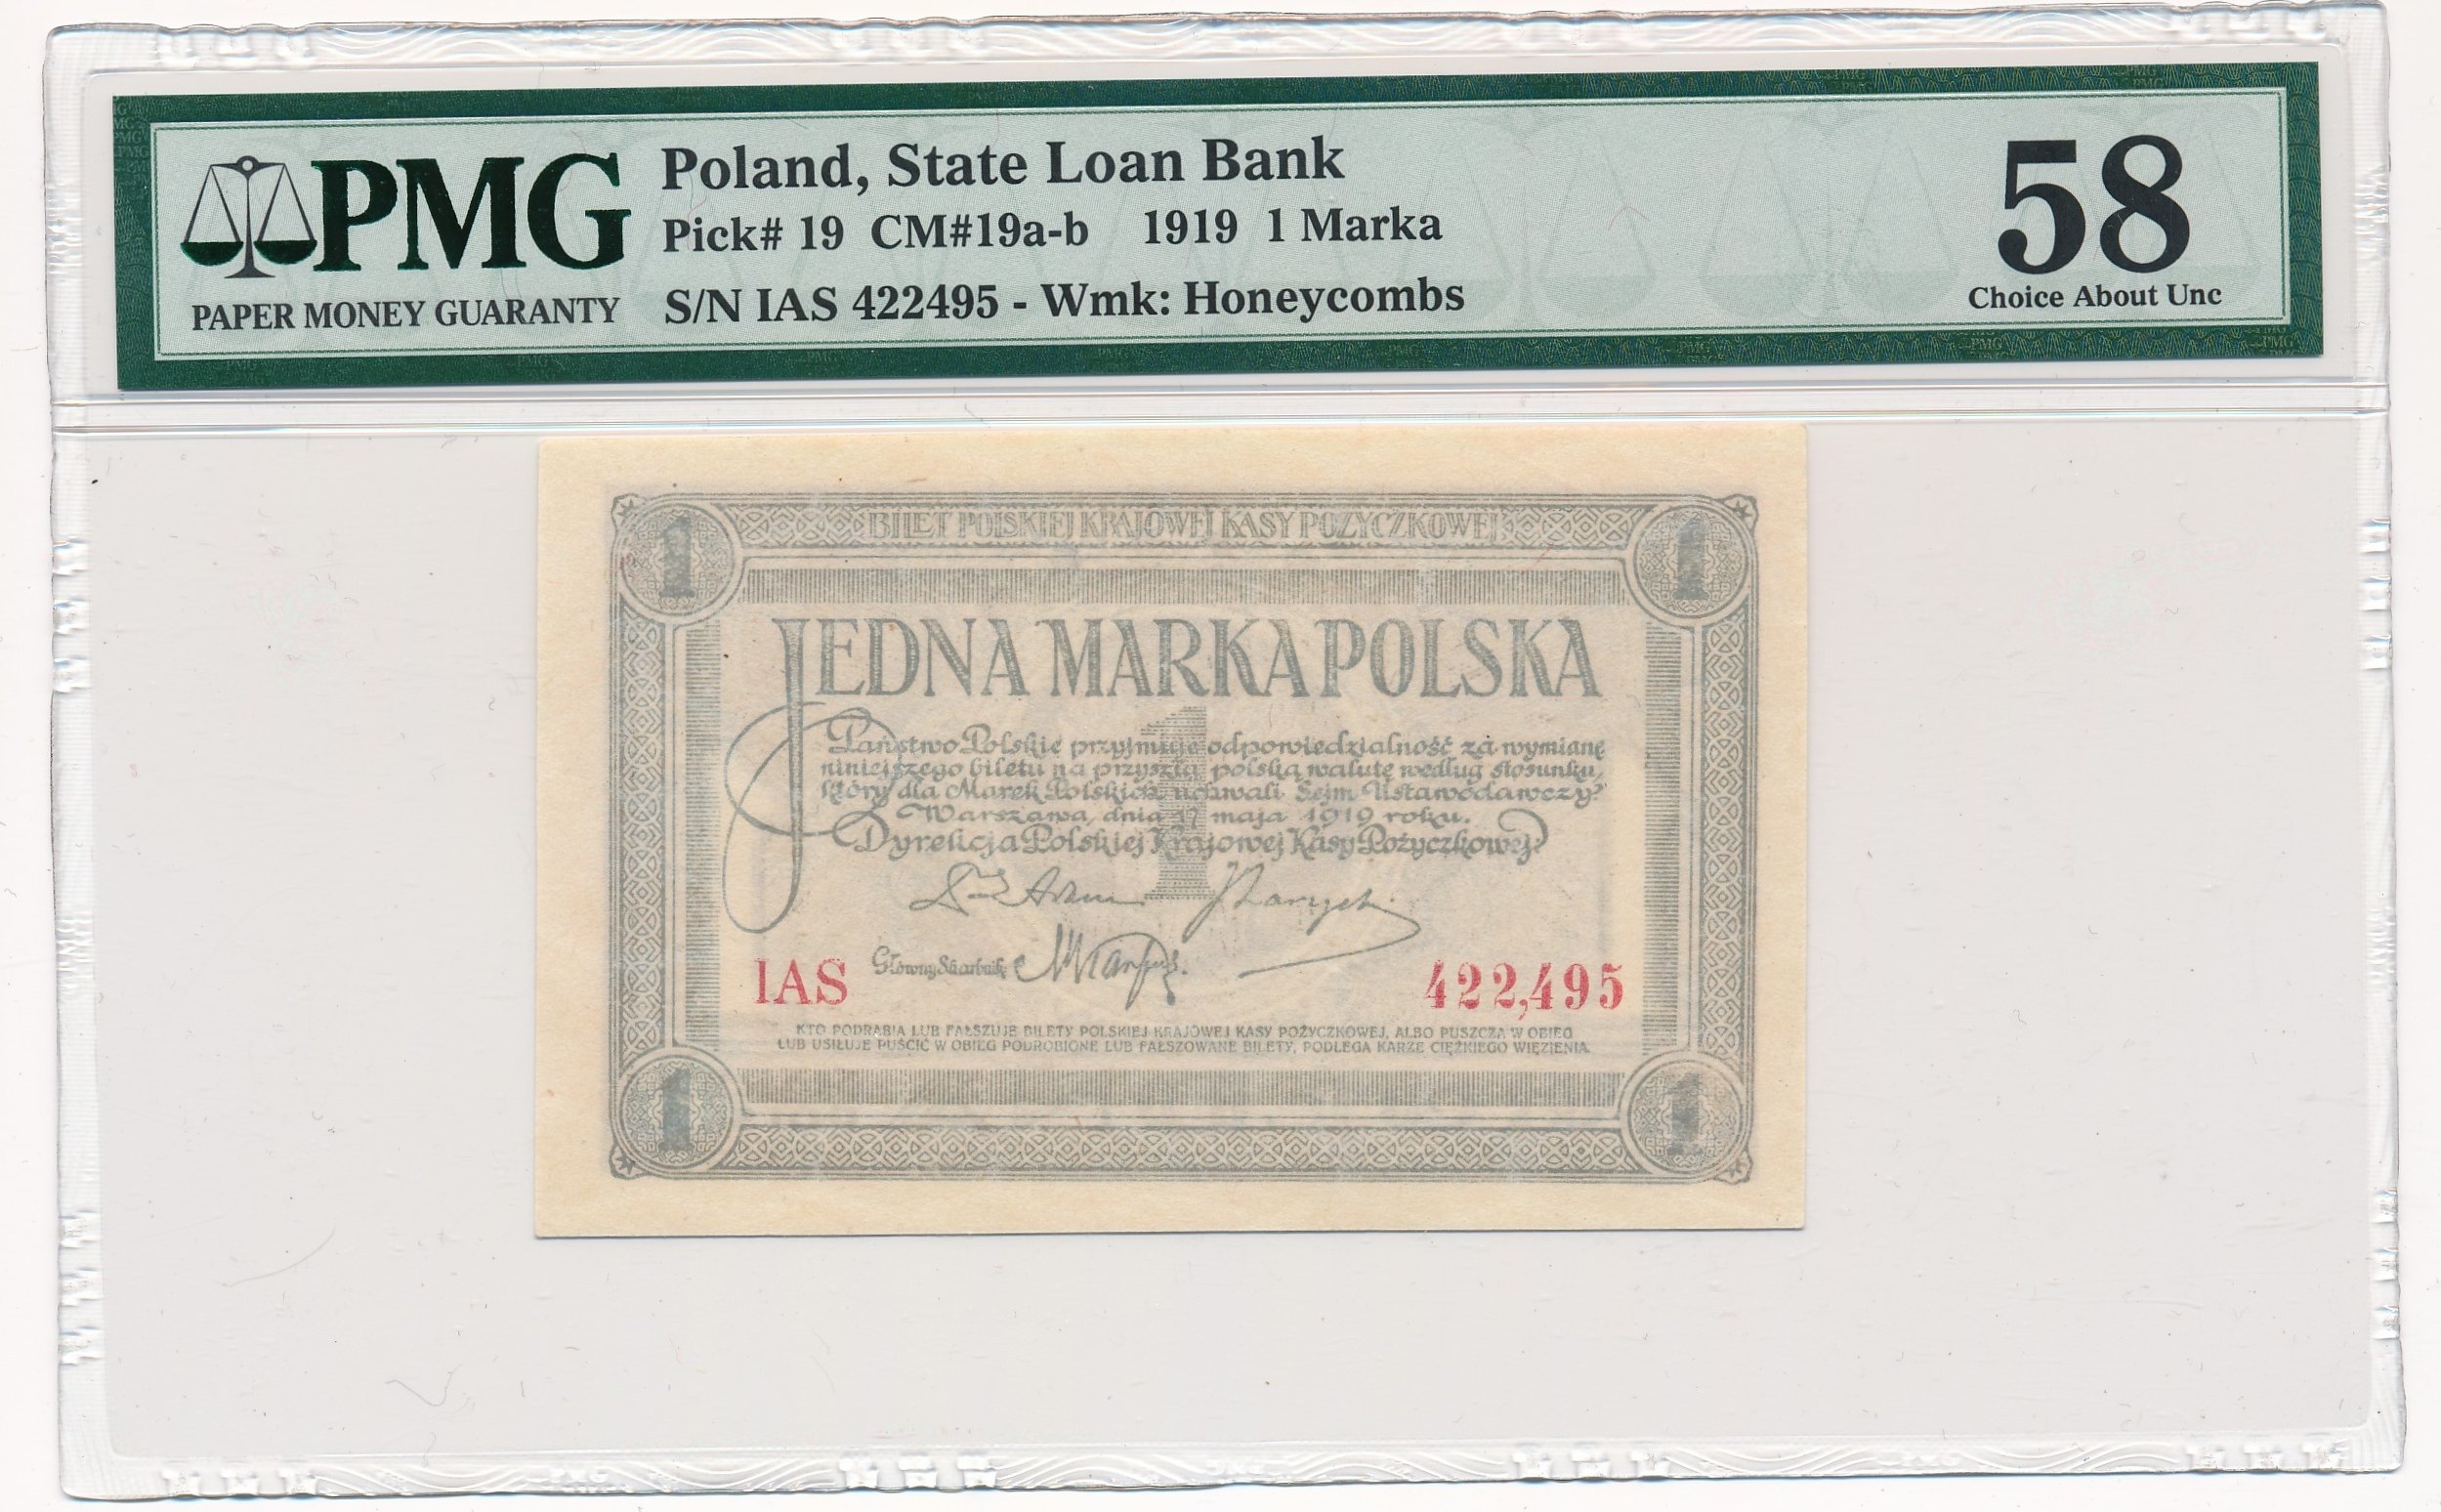 PMG
PAPER MONEY GUARANTY
Poland, State Loan Bank
Pick# 19 CM#19a-b 1919 1 Marka
S/N IAS 422495 - Wmk: Honeycombs
58
Choice About Unc
1 BILET POLSKIEJ KRAJOWEJ KASY POŻYCZKOWEJ 1
JEDNA MARKA POLSKA
1
Państwo Polskie przyjmuje odpowiedzialność za wymianę
niniejszego biletu na przyszłą polską walutę według stosunku,
który dla Marek Polskich uchwali Sejm Ustawodawczy.
Warszawa, dnia 17 maja 1919 roku.
Dyrekcja Polskiej Krajowej Kasy Pożyczkowej
Główny Skarbnik
IAS 422,495
KTO PODRABIA LUB FAŁSZUJE BILETY POLSKIEJ KRAJOWEJ KASY POŻYCZKOWEJ, ALBO PUSZCZA W OBIEG
LUB USIŁUJE PUŚCIĆ W OBIEG PODROBIONE LUB FAŁSZOWANE BILETY, PODLEGA KARZE CIĘŻKIEGO WIĘZIENIA.
1 1